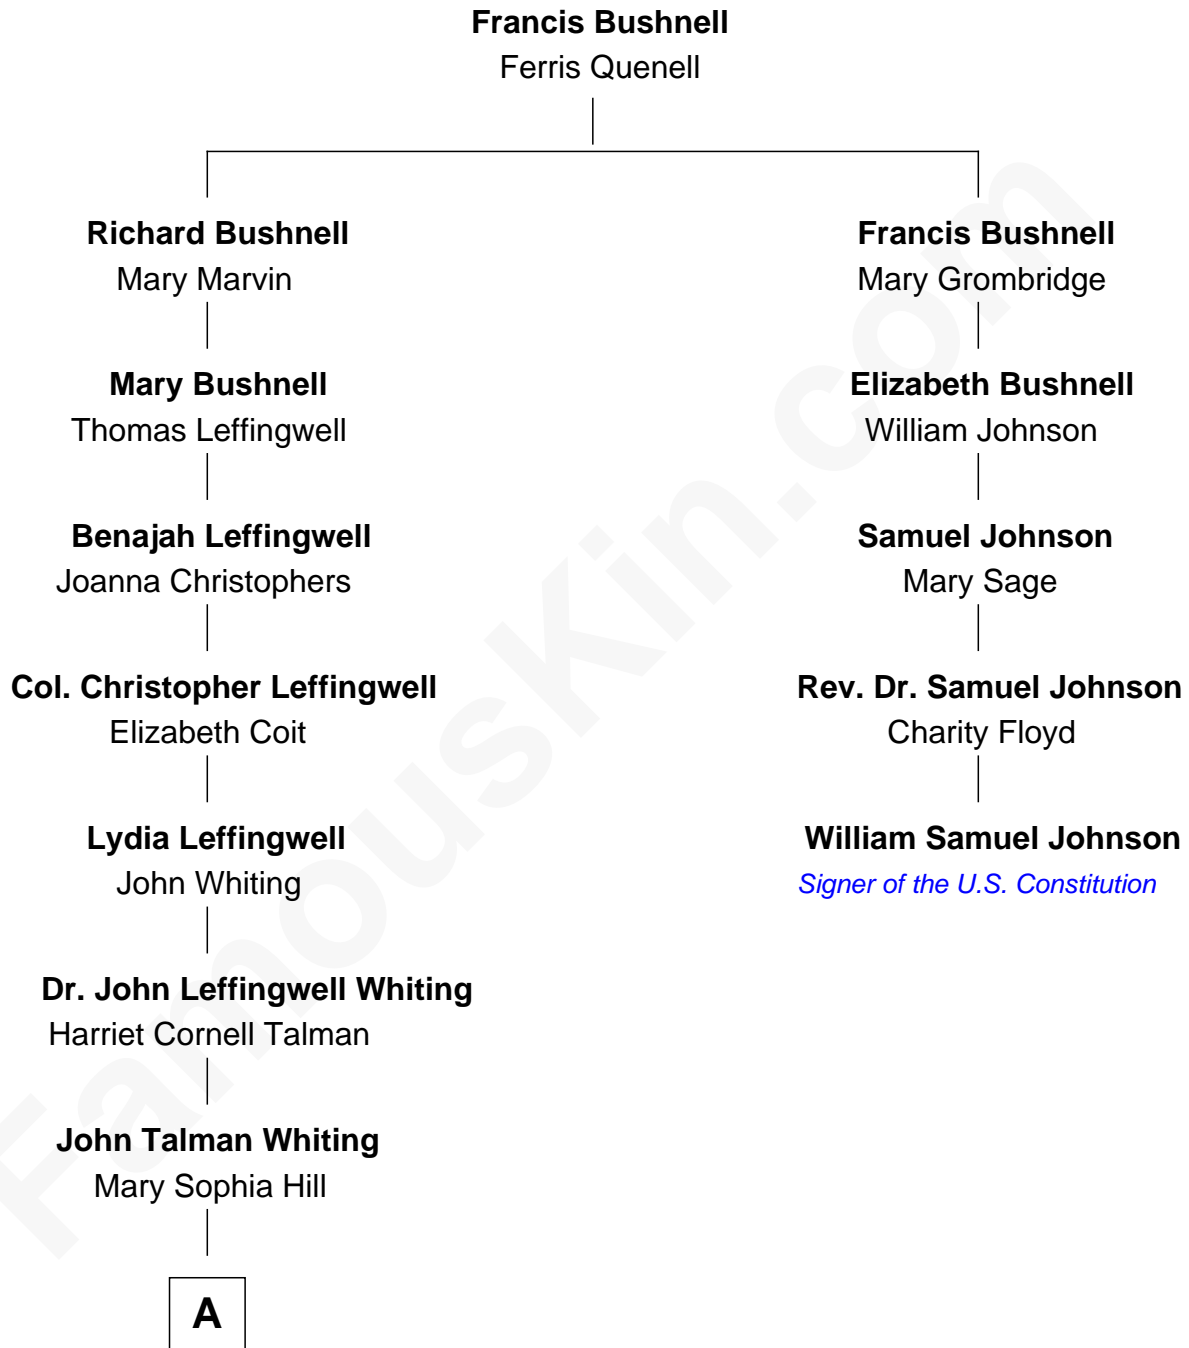 Francis Bushnell
Ferris Quenell
Richard Bushnell
Mary Marvin
Mary Bushnell
Thomas Leffingwell
Benajah Leffingwell
Joanna Christophers
Col. Christopher Leffingwell
Elizabeth Coit
Lydia Leffingwell
John Whiting
Dr. John Leffingwell Whiting
Harriet Cornell Talman
John Talman Whiting
Mary Sophia Hill
A
Francis Bushnell
Mary Grombridge
Elizabeth Bushnell
William Johnson
Samuel Johnson
Mary Sage
Rev. Dr. Samuel Johnson
Charity Floyd
William Samuel Johnson
Signer of the U.S. Constitution
FamousKin.com